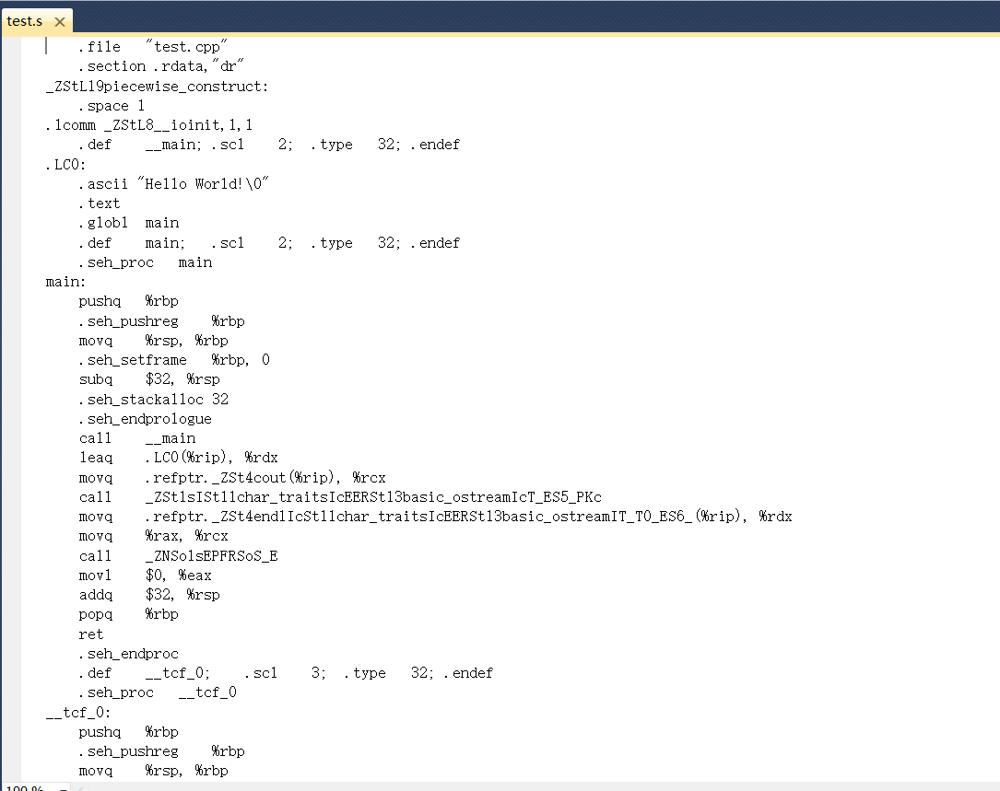 test.s
	.file	"test.cpp"
	.section .rdata,"dr"
_ZStL19piecewise_construct:
	.space 1
.lcomm _ZStL8__ioinit,1,1
	.def	__main;	.scl	2;	.type	32;	.endef
.LC0:
	.ascii "Hello World!\0"
	.text
	.globl	main
	.def	main;	.scl	2;	.type	32;	.endef
	.seh_proc	main
main:
	pushq	%rbp
	.seh_pushreg	%rbp
	movq	%rsp, %rbp
	.seh_setframe	%rbp, 0
	subq	$32, %rsp
	.seh_stackalloc	32
	.seh_endprologue
	call	__main
	leaq	.LC0(%rip), %rdx
	movq	.refptr._ZSt4cout(%rip), %rcx
	call	_ZStlsISt11char_traitsIcEERSt13basic_ostreamIcT_ES5_PKc
	movq	.refptr._ZSt4endlIcSt11char_traitsIcEERSt13basic_ostreamIT_T0_ES6_(%rip), %rdx
	movq	%rax, %rcx
	call	_ZNSolsEPFRSoS_E
	movl	$0, %eax
	addq	$32, %rsp
	popq	%rbp
	ret
	.seh_endproc
	.def	__tcf_0;	.scl	3;	.type	32;	.endef
	.seh_proc	__tcf_0
__tcf_0:
	pushq	%rbp
	.seh_pushreg	%rbp
	movq	%rsp, %rbp
100 %